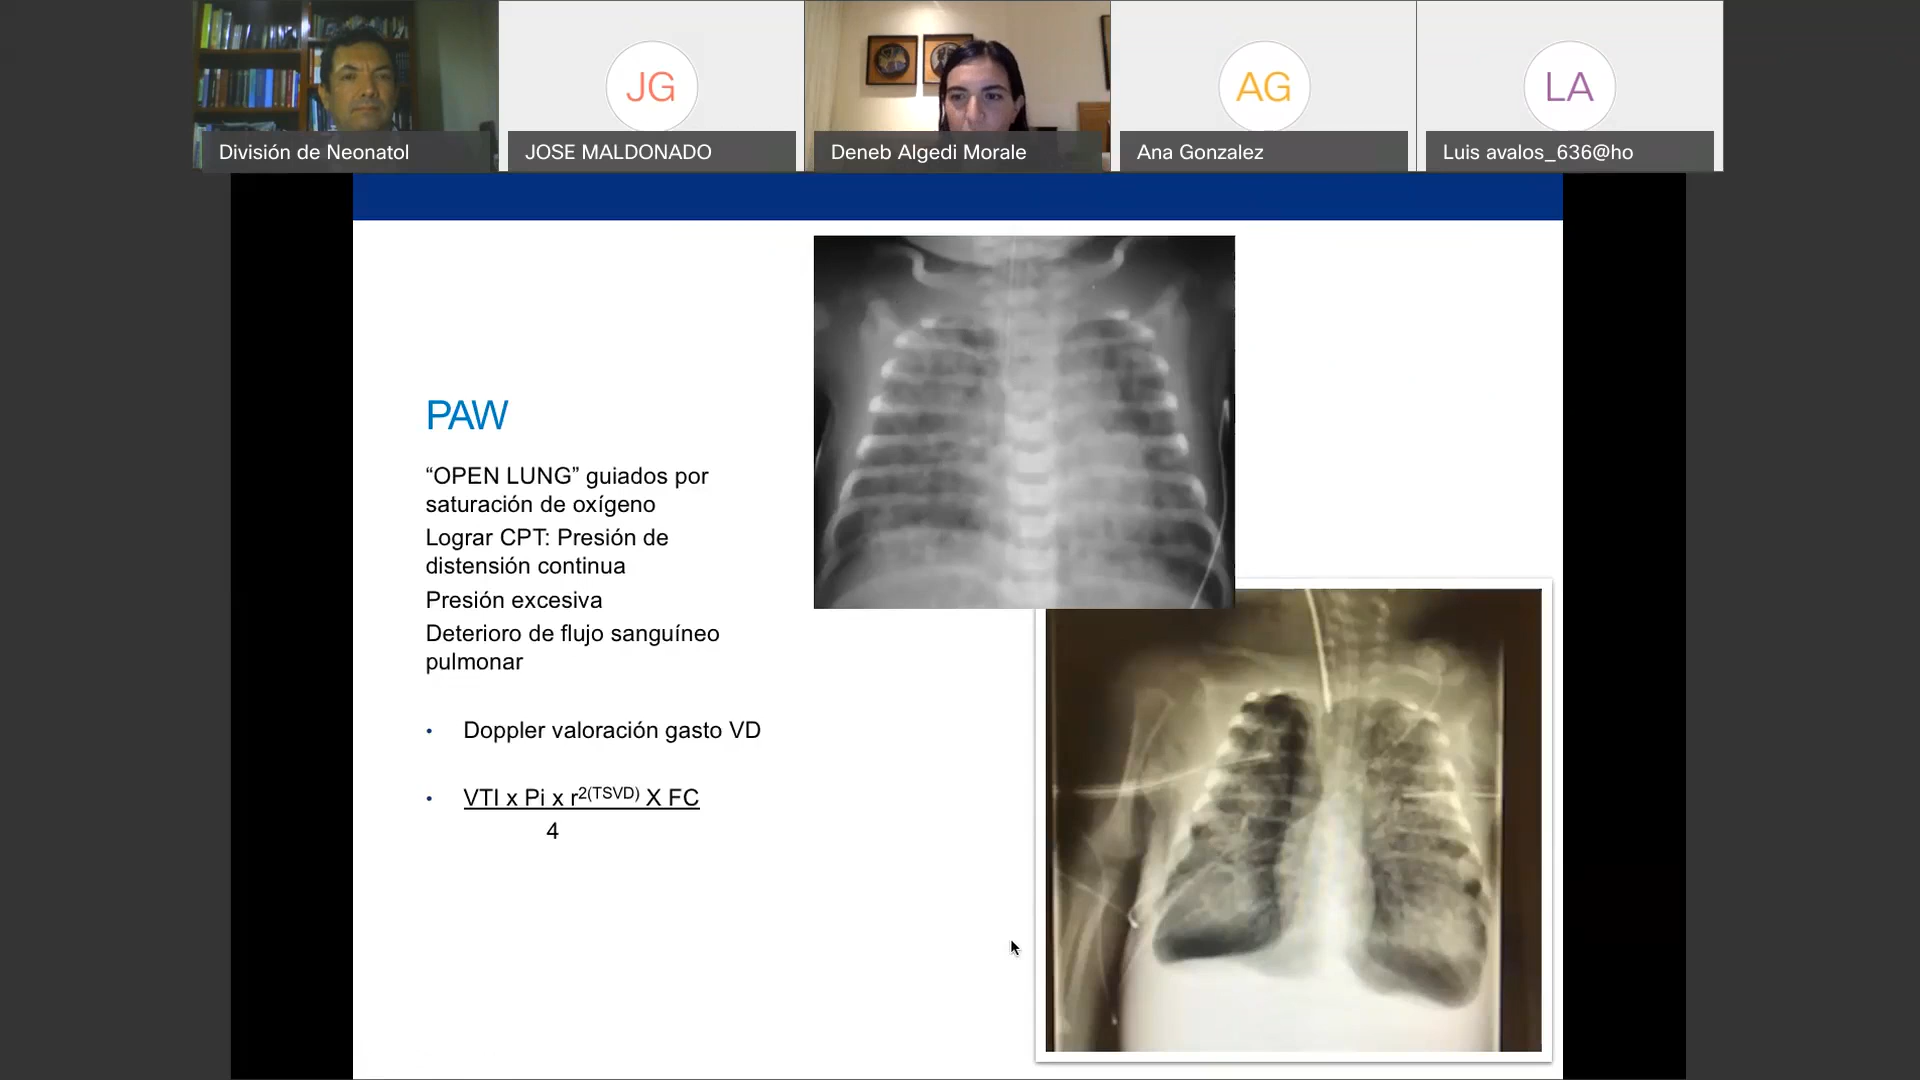 JG
AG
LA
División de Neonatol
JOSE MALDONADO
Deneb Algedi Morale
Ana Gonzalez
Luis avalos_636@ho
PAW
“OPEN LUNG” guiados por
saturación de oxígeno
Lograr CPT: Presión de
distensión continua
Presión excesiva
Deterioro de flujo sanguíneo
pulmonar
• Doppler valoración gasto VD
• VTI x Pi x r2(TSVD) X FC
4